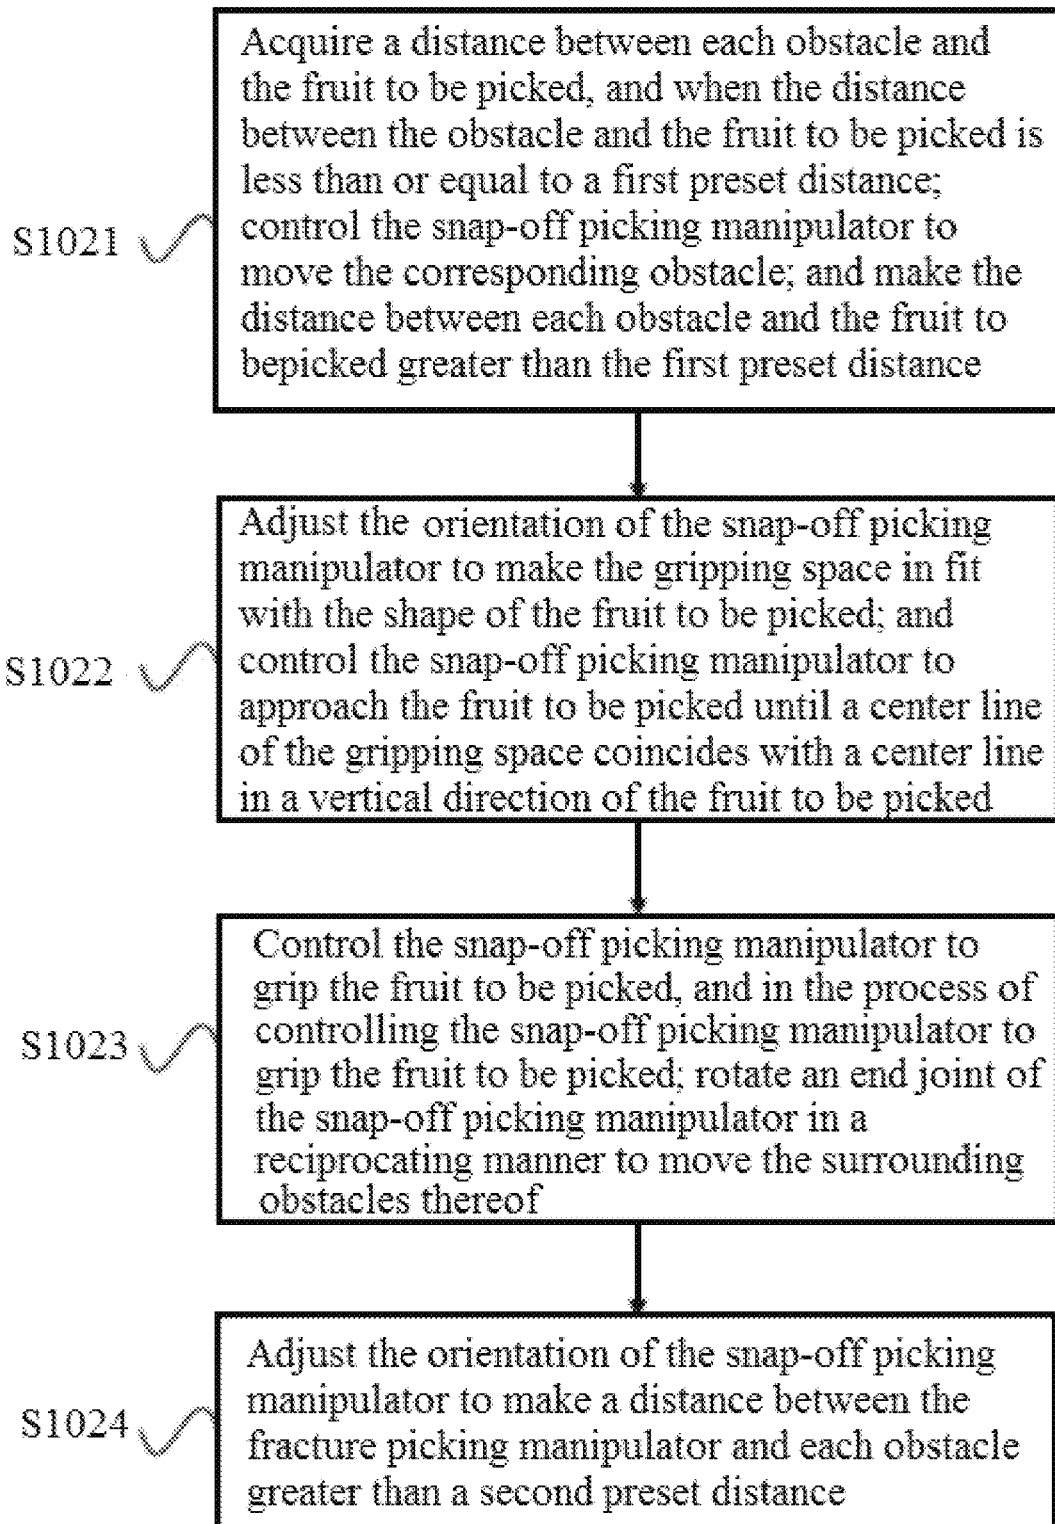 Acquire a distance between each obstacle and
the fruit to be picked, and when the distance
between the obstacle and the fruit to be picked is
less than or equal to a first preset distance;
control the snap-off picking manipulator to
move the corresponding obstacle; and make the
distance between each obstacle and the fruit to
bepicked greater than the first preset distance
S1021
Adjust the orientation of the snap-off picking
manipulator to make the gripping space in fit
with the shape of the fruit to be picked; and
control the snap-off picking manipulator to
approach the fruit to be picked until a center line
of the gripping space coincides with a center line
in a vertical direction of the fruit to be picked
S1022
Control the snap-off picking manipulator to
grip the fruit to be picked, and in the process of
controlling the snap-off picking manipulator to
grip the fruit to be picked; rotate an end joint of
the snap-off picking manipulator in a
reciprocating manner to move the surrounding
obstacles thereof
S1023
Adjust the orientation of the snap-off picking
manipulator to make a distance between the
fracture picking manipulator and each obstacle
greater than a second preset distance
S1024